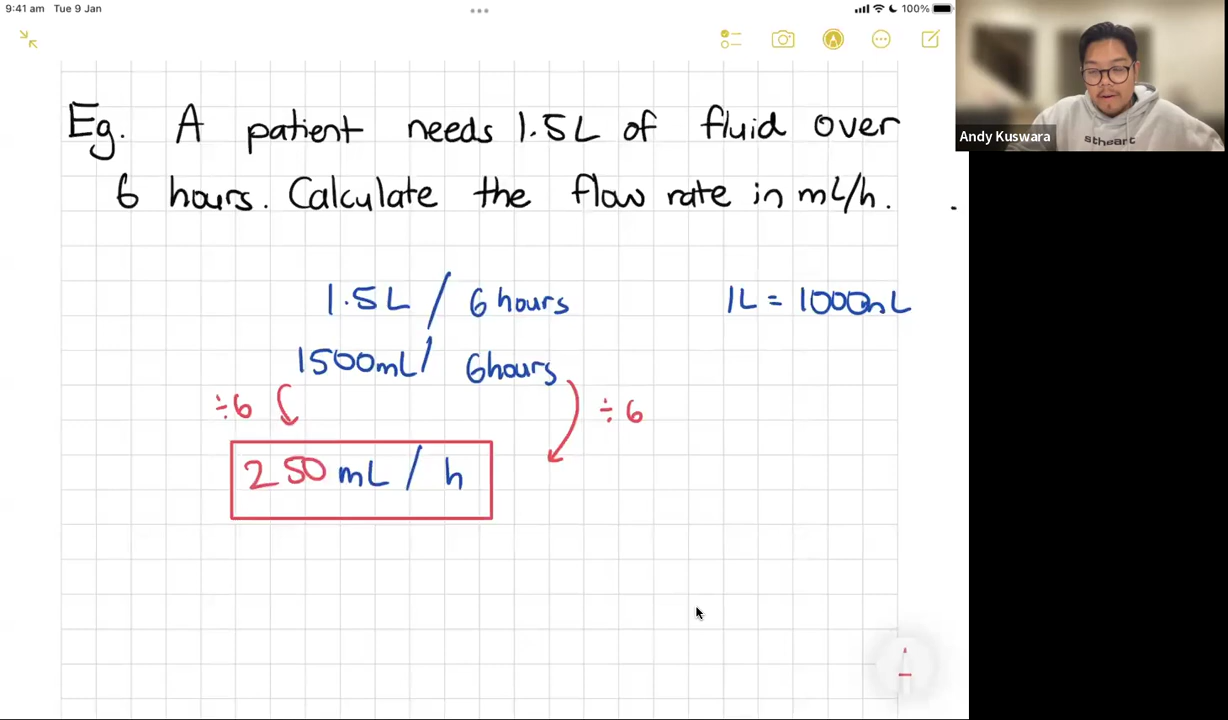 9:41 am Tue 9 Jan
100%
Eg. A patient needs 1.5L of fluid over
6 hours. Calculate the flow rate in mL/h.
1.5L / 6 hours
1L = 1000mL
1500mL/ 6hours
÷6
÷6
250 mL / h
Andy Kuswara
stheart